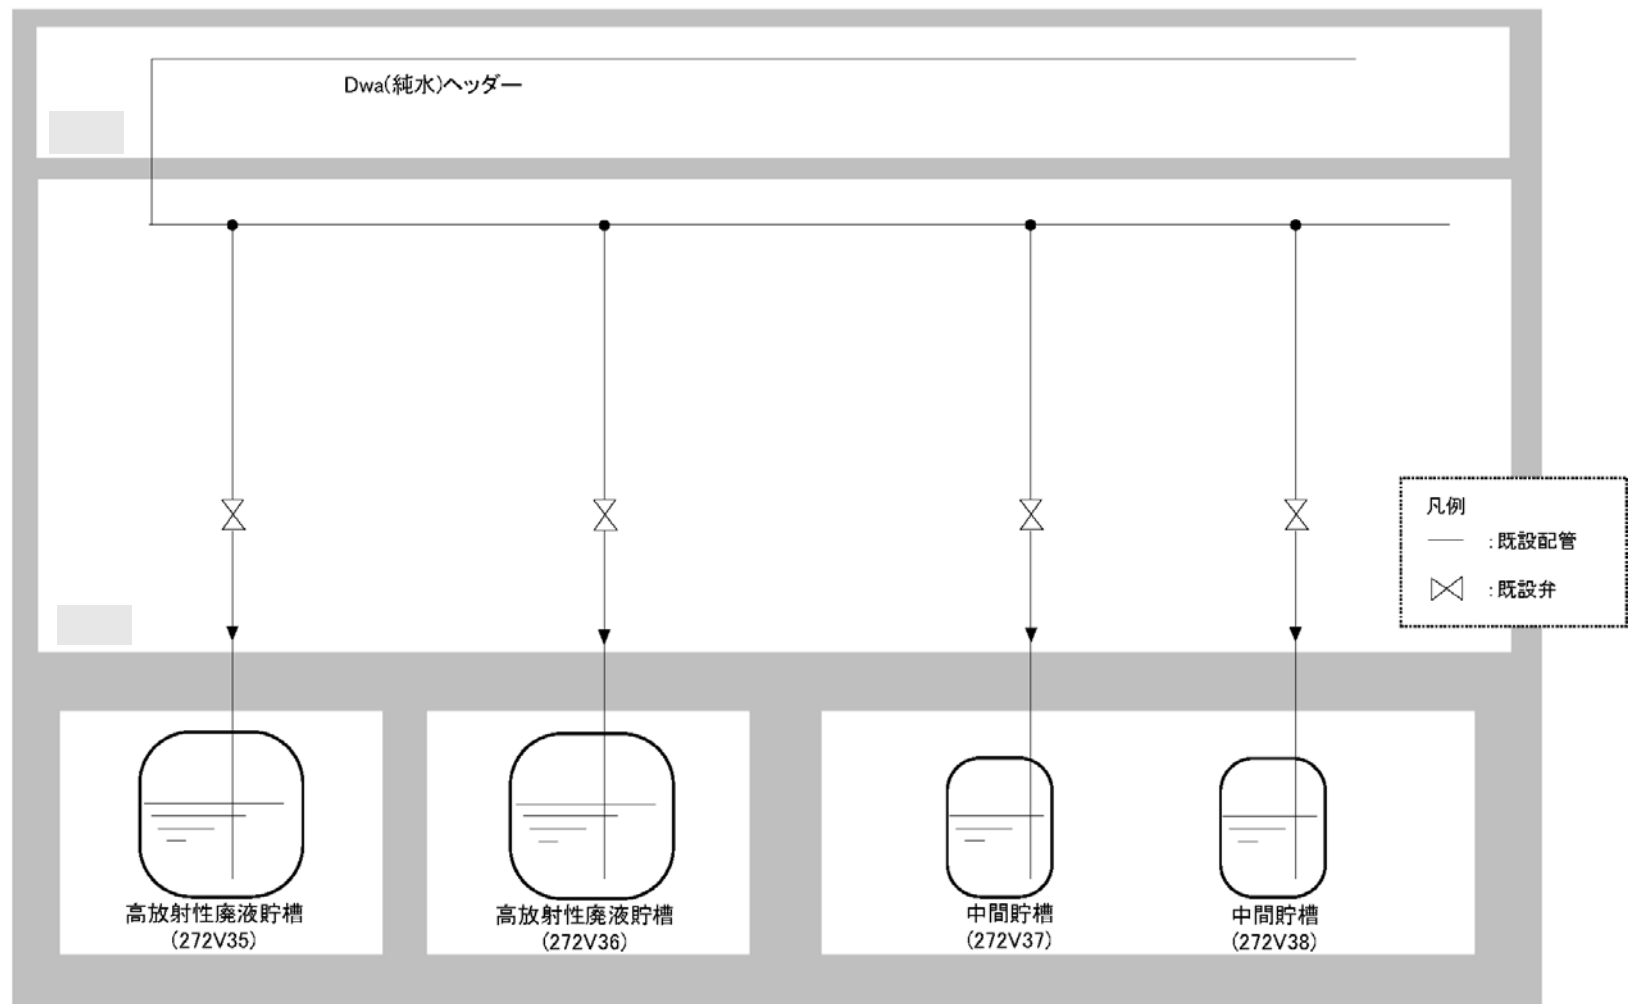 Dwa(純水)ヘッダー
凡例
:既設配管
:既設弁
高放射性廃液貯槽
(272V35)
高放射性廃液貯槽
(272V36)
中間貯槽
(272V37)
中間貯槽
(272V38)